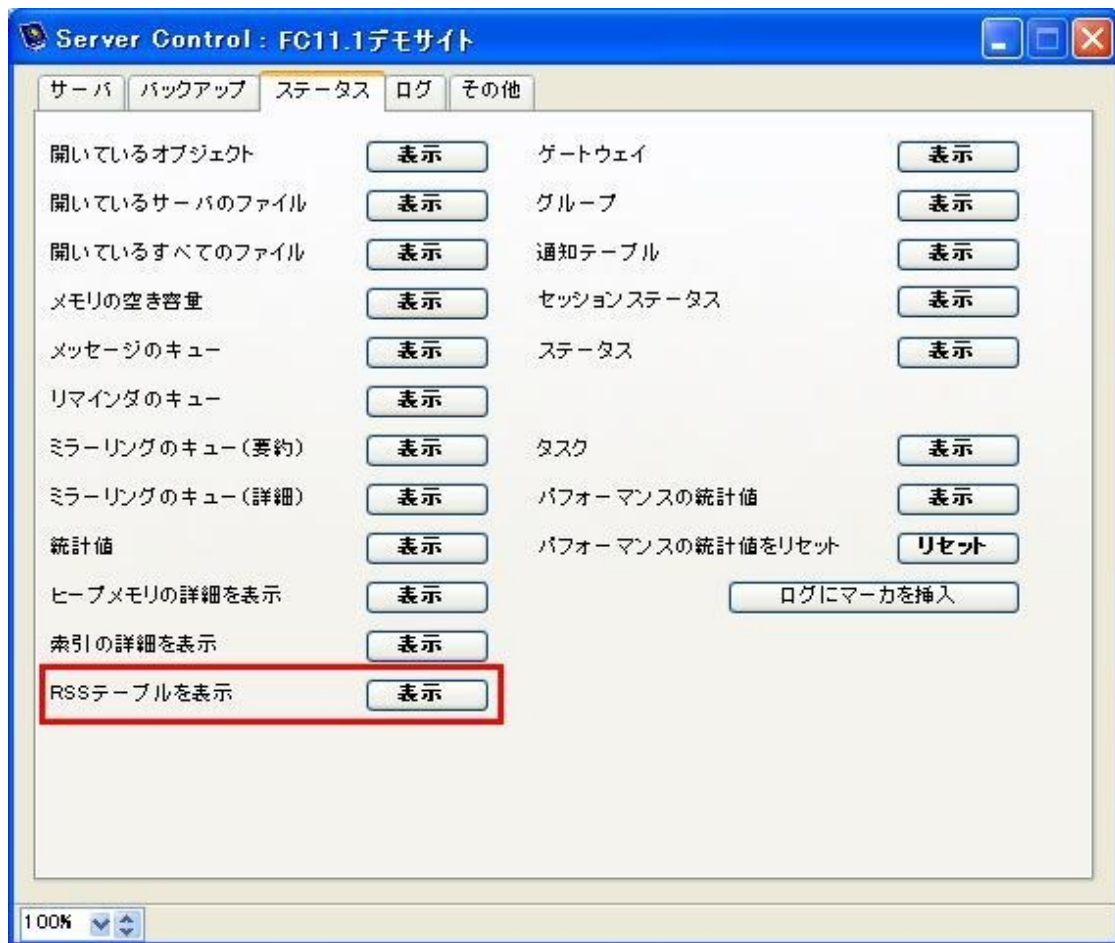 Server Control : FC11.1デモサイト
サーバ バックアップ ステータス ログ その他
開いているオブジェクト 表示 ゲートウェイ 表示
開いているサーバのファイル 表示 グループ 表示
開いているすべてのファイル 表示 通知テーブル 表示
メモリの空き容量 表示 セッションステータス 表示
メッセージのキュー 表示 ステータス 表示
リマインダのキュー 表示
ミラーリングのキュー(要約) 表示 タスク 表示
ミラーリングのキュー(詳細) 表示 パフォーマンスの統計値 表示
統計値 表示 パフォーマンスの統計値をリセット リセット
ヒープメモリの詳細を表示 表示 ログにマーカを挿入
索引の詳細を表示 表示
RSSテーブルを表示 表示
100%